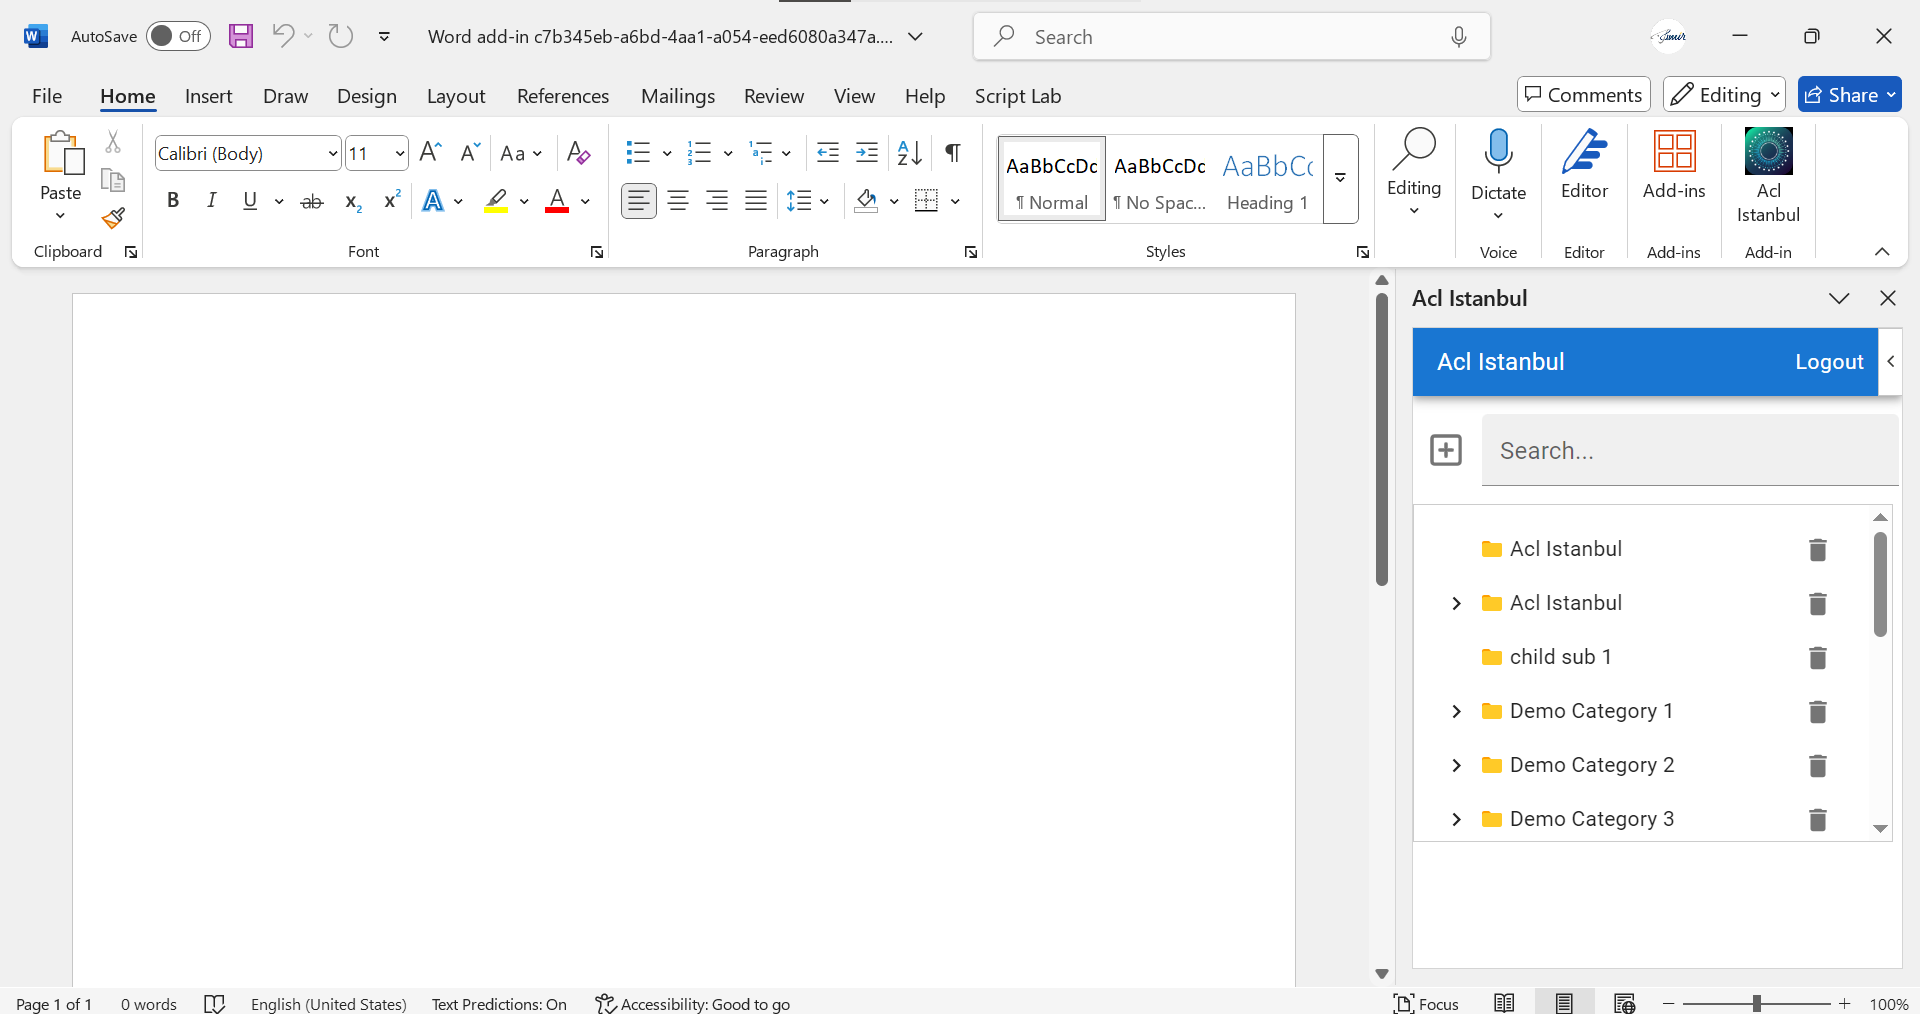 AutoSave Off Word add-in c7b345eb-a6bd-4aa1-a054-eed6080a347a.... Search
File Home Insert Draw Design Layout References Mailings Review View Help Script Lab Comments Editing Share
Paste
Clipboard
Calibri (Body) 11 Aa
B I U ab x2 x2 A A
Font
Paragraph
AaBbCcDc AaBbCcDc AaBbCc
¶ Normal ¶ No Spac... Heading 1
Styles
Editing
Dictate
Voice
Editor
Editor
Add-ins
Add-ins
Acl
Istanbul
Add-in
Acl Istanbul
Acl Istanbul Logout
Search...
Acl Istanbul
Acl Istanbul
child sub 1
Demo Category 1
Demo Category 2
Demo Category 3
Page 1 of 1 0 words English (United States) Text Predictions: On Accessibility: Good to go Focus 100%